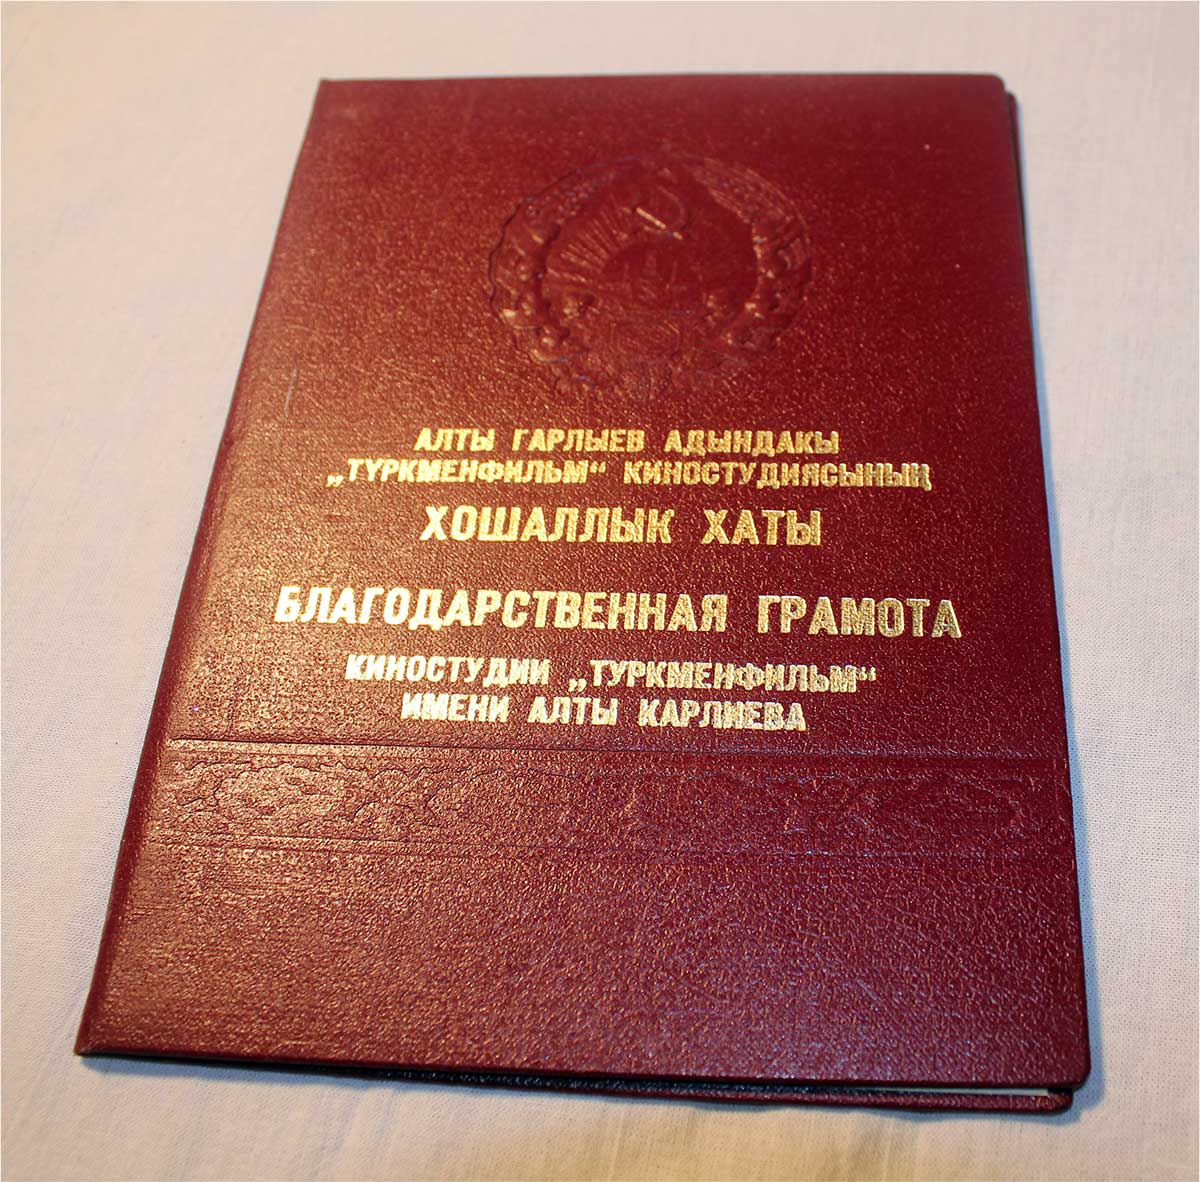 АЛТЫ ГАРЛЫЕВ АДЫНДАКЫ
„ТҮРКМЕНФИЛЬМ“ КИНОСТУДИЯСЫНЫҢ
ХОШАЛЛЫК ХАТЫ
БЛАГОДАРСТВЕННАЯ ГРАМОТА
КИНОСТУДИИ „ТУРКМЕНФИЛЬМ“
ИМЕНИ АЛТЫ КАРЛИЕВА